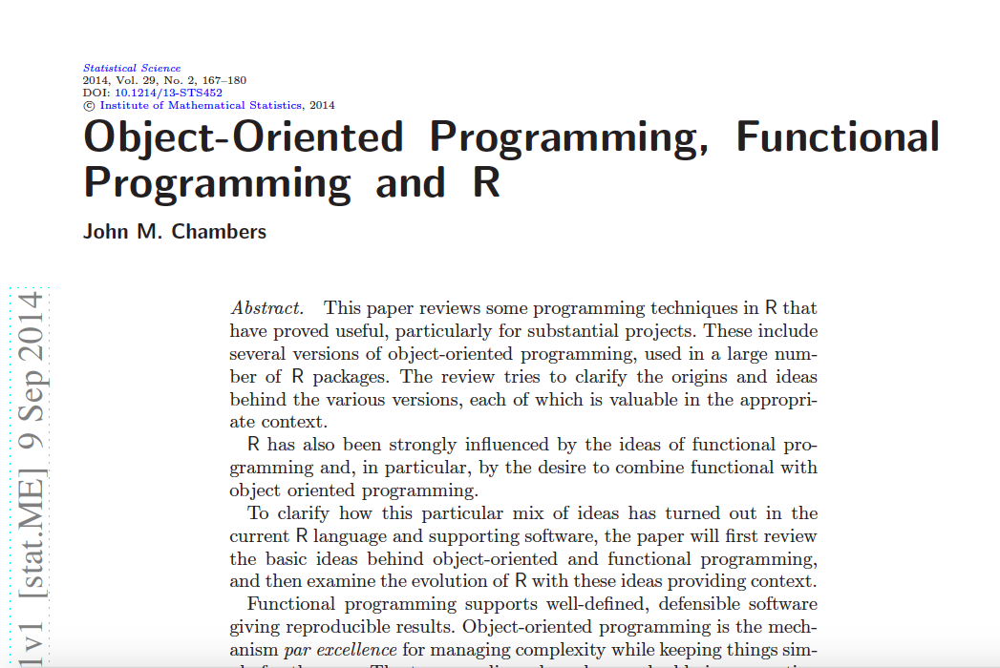 Statistical Science
2014, Vol. 29, No. 2, 167–180
DOI: 10.1214/13-STS452
© Institute of Mathematical Statistics, 2014
Object-Oriented Programming, Functional
Programming and R
John M. Chambers
Abstract. This paper reviews some programming techniques in R that
have proved useful, particularly for substantial projects. These include
several versions of object-oriented programming, used in a large num-
ber of R packages. The review tries to clarify the origins and ideas
behind the various versions, each of which is valuable in the appropri-
ate context.
R has also been strongly influenced by the ideas of functional pro-
gramming and, in particular, by the desire to combine functional with
object oriented programming.
To clarify how this particular mix of ideas has turned out in the
current R language and supporting software, the paper will first review
the basic ideas behind object-oriented and functional programming,
and then examine the evolution of R with these ideas providing context.
Functional programming supports well-defined, defensible software
giving reproducible results. Object-oriented programming is the mech-
anism par excellence for managing complexity while keeping things sim-
1v1 [stat.ME] 9 Sep 2014